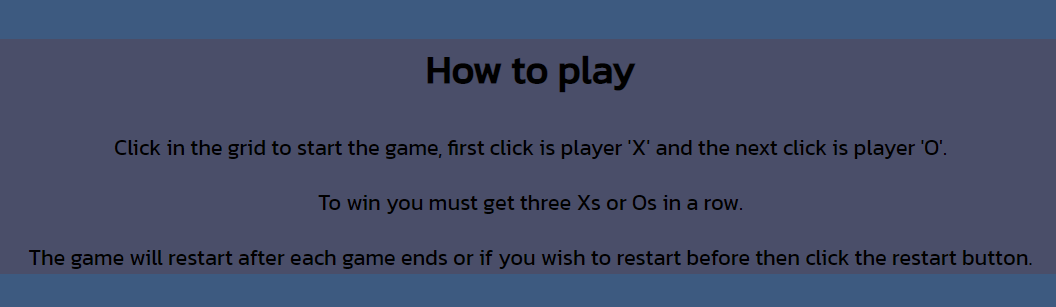 How to play
Click in the grid to start the game, first click is player 'X' and the next click is player 'O'.
To win you must get three Xs or Os in a row.
The game will restart after each game ends or if you wish to restart before then click the restart button.